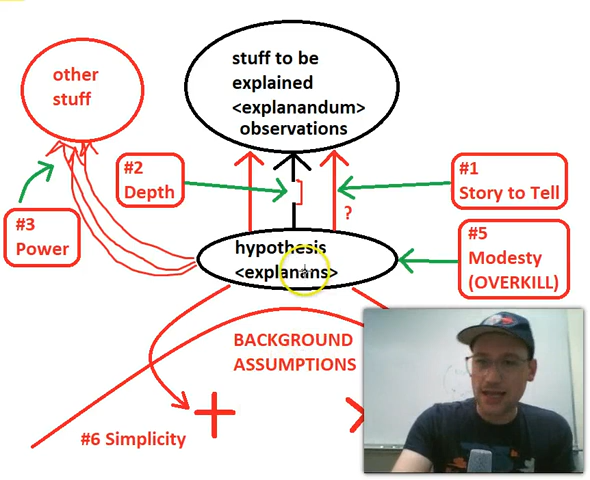 other
stuff
stuff to be
explained
<explanandum>
observations
#2
Depth
#1
Story to Tell
#3
Power
?
hypothesis
<explanans>
#5
Modesty
(OVERKILL)
BACKGROUND
ASSUMPTIONS
#6 Simplicity